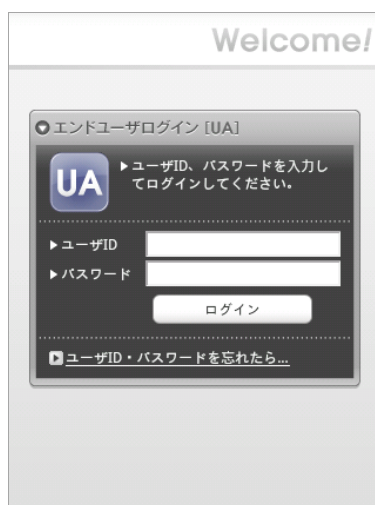 Welcome!
エンドユーザログイン [UA]
UA
ユーザID、パスワードを入力し
てログインしてください。
ユーザID
パスワード
ログイン
ユーザID・パスワードを忘れたら...